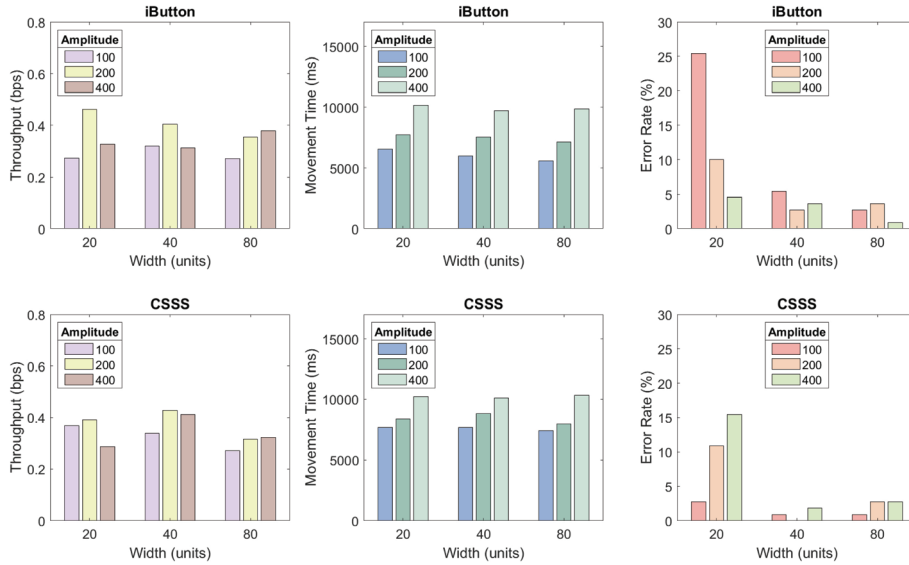 iButton
Throughput (bps)
0.8
0.6
0.4
0.2
0
Amplitude
100
200
400
20 40 80
Width (units)
iButton
Movement Time (ms)
15000
10000
5000
0
Amplitude
100
200
400
20 40 80
Width (units)
iButton
Error Rate (%)
30
25
20
15
10
5
0
Amplitude
100
200
400
20 40 80
Width (units)
CSSS
Throughput (bps)
0.8
0.6
0.4
0.2
0
Amplitude
100
200
400
20 40 80
Width (units)
CSSS
Movement Time (ms)
15000
10000
5000
0
Amplitude
100
200
400
20 40 80
Width (units)
CSSS
Error Rate (%)
30
25
20
15
10
5
0
Amplitude
100
200
400
20 40 80
Width (units)